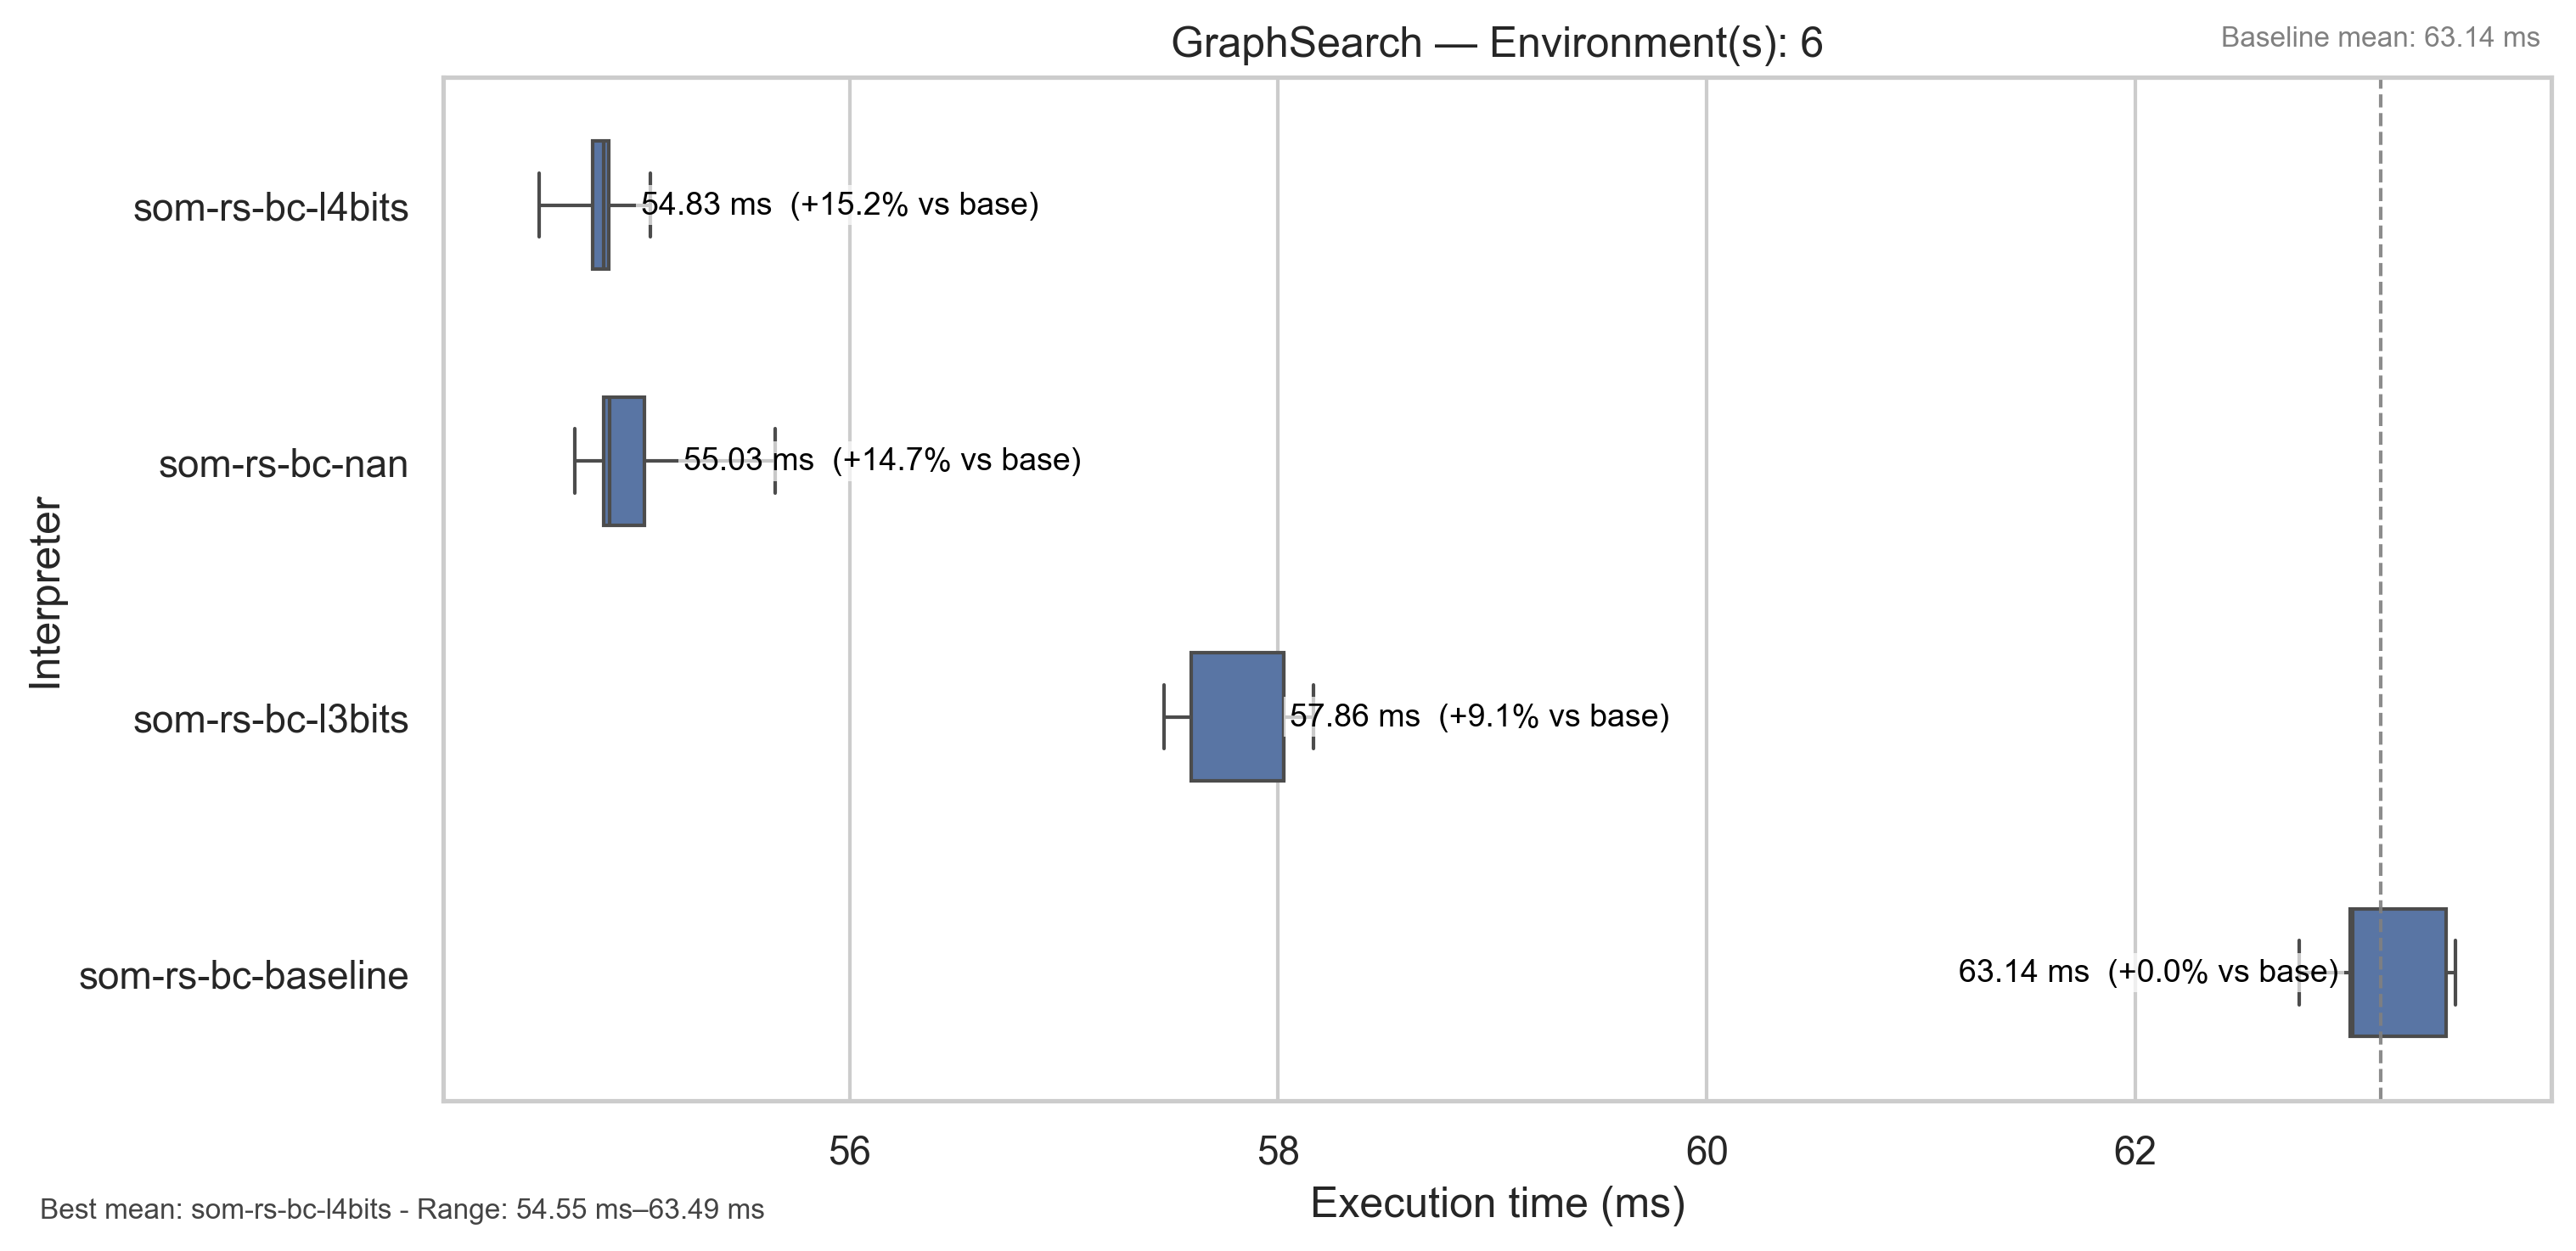 GraphSearch — Environment(s): 6
Baseline mean: 63.14 ms
Interpreter
som-rs-bc-l4bits
54.83 ms (+15.2% vs base)
som-rs-bc-nan
55.03 ms (+14.7% vs base)
som-rs-bc-l3bits
57.86 ms (+9.1% vs base)
som-rs-bc-baseline
63.14 ms (+0.0% vs base)
56 58 60 62
Execution time (ms)
Best mean: som-rs-bc-l4bits - Range: 54.55 ms–63.49 ms